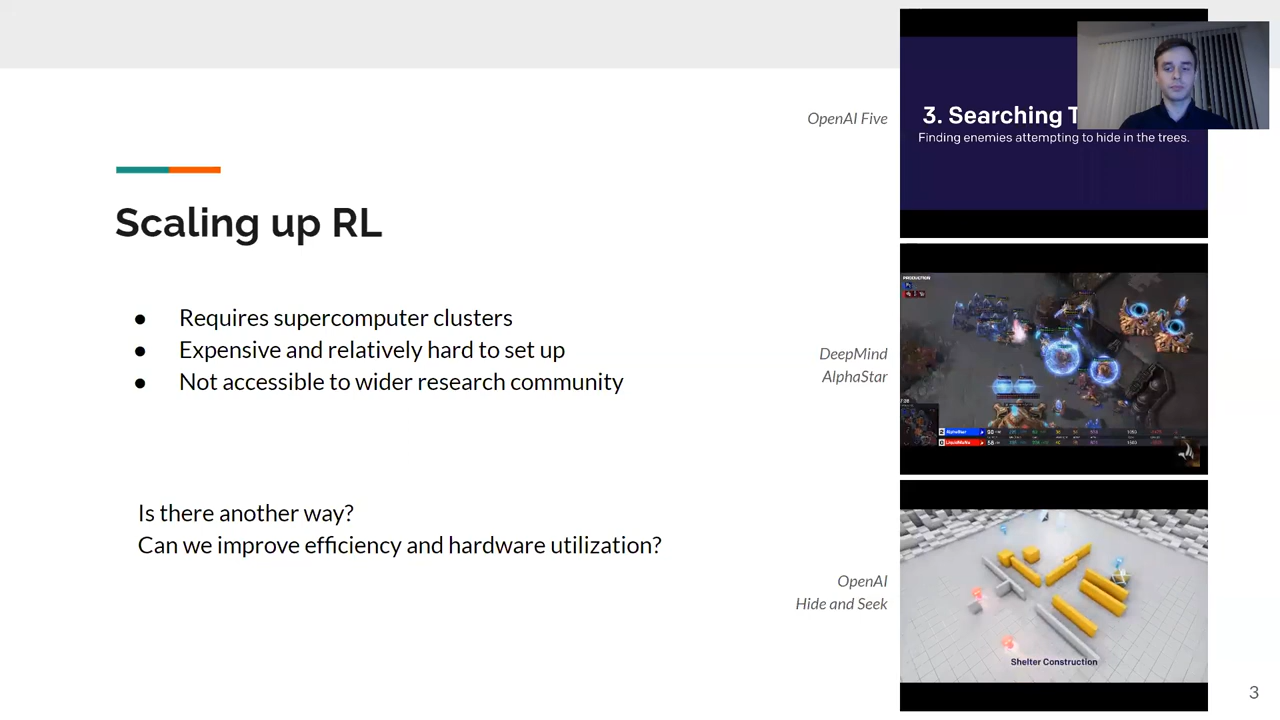 OpenAI Five
3. Searching T
Finding enemies attempting to hide in the trees.
Scaling up RL
● Requires supercomputer clusters
● Expensive and relatively hard to set up
● Not accessible to wider research community
DeepMind
AlphaStar
PRODUCTION
Is there another way?
Can we improve efficiency and hardware utilization?
OpenAI
Hide and Seek
Shelter Construction
3